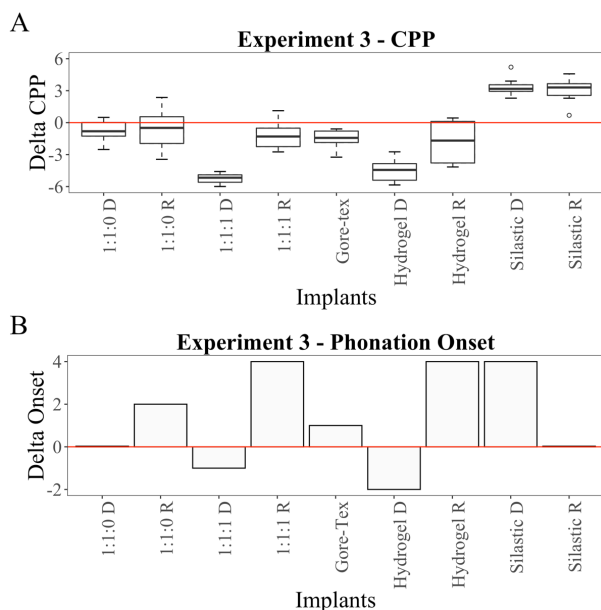 A
Experiment 3 - CPP
Delta CPP
6
3
0
-3
-6
1:1:0 D
1:1:0 R
1:1:1 D
1:1:1 R
Gore-tex
Hydrogel D
Hydrogel R
Silastic D
Silastic R
Implants
B
Experiment 3 - Phonation Onset
Delta Onset
4
2
0
-2
1:1:0 D
1:1:0 R
1:1:1 D
1:1:1 R
Gore-Tex
Hydrogel D
Hydrogel R
Silastic D
Silastic R
Implants